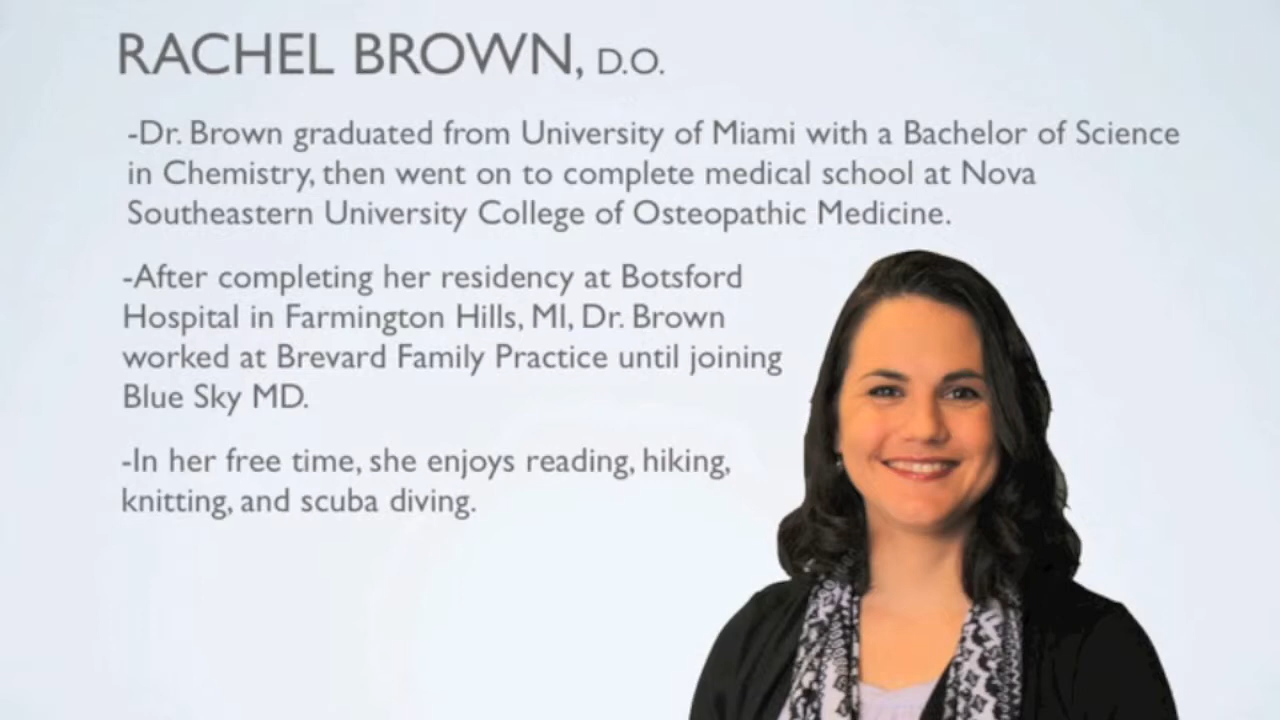 RACHEL BROWN, D.O.
-Dr. Brown graduated from University of Miami with a Bachelor of Science
in Chemistry, then went on to complete medical school at Nova
Southeastern University College of Osteopathic Medicine.
-After completing her residency at Botsford
Hospital in Farmington Hills, MI, Dr. Brown
worked at Brevard Family Practice until joining
Blue Sky MD.
-In her free time, she enjoys reading, hiking,
knitting, and scuba diving.